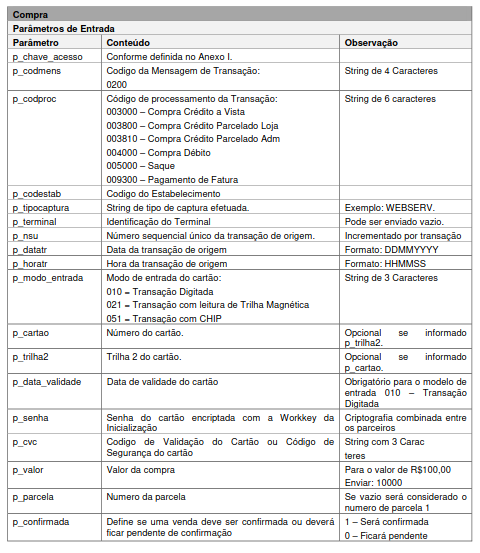 Compra
Parâmetros de Entrada
Parâmetro Conteúdo Observação
p_chave_acesso Conforme definida no Anexo I.
p_codmens Codigo da Mensagem de Transação: String de 4 Caracteres
0200
p_codproc Código de processamento da Transação: String de 6 caracteres
003000 – Compra Crédito a Vista
003800 – Compra Crédito Parcelado Loja
003810 – Compra Crédito Parcelado Adm
004000 – Compra Débito
005000 – Saque
009300 – Pagamento de Fatura
p_codestab Codigo do Estabelecimento
p_tipocaptura String de tipo de captura efetuada. Exemplo: WEBSERV.
p_terminal Identificação do Terminal Pode ser enviado vazio.
p_nsu Número sequencial único da transação de origem. Incrementado por transação
p_datatr Data da transação de origem Formato: DDMMYYYY
p_horatr Hora da transação de origem Formato: HHMMSS
p_modo_entrada Modo de entrada do cartão: String de 3 Caracteres
010 = Transação Digitada
021 = Transação com leitura de Trilha Magnética
051 = Transação com CHIP
p_cartao Número do cartão. Opcional se informado
p_trilha2.
p_trilha2 Trilha 2 do cartão. Opcional se informado
p_cartao.
p_data_validade Data de validade do cartão Obrigatório para o modelo de
entrada 010 – Transação
Digitada
p_senha Senha do cartão encriptada com a Workkey da Criptografia combinada entre
Inicialização os parceiros
p_cvc Codigo de Validação do Cartão ou Código de String com 3 Carac
Segurança do cartão teres
p_valor Valor da compra Para o valor de R$100,00
Enviar: 10000
p_parcela Numero da parcela Se vazio será considerado o
numero de parcela 1
p_confirmada Define se uma venda deve ser confirmada ou deverá 1 – Será confirmada
ficar pendente de confirmação 0 – Ficará pendente